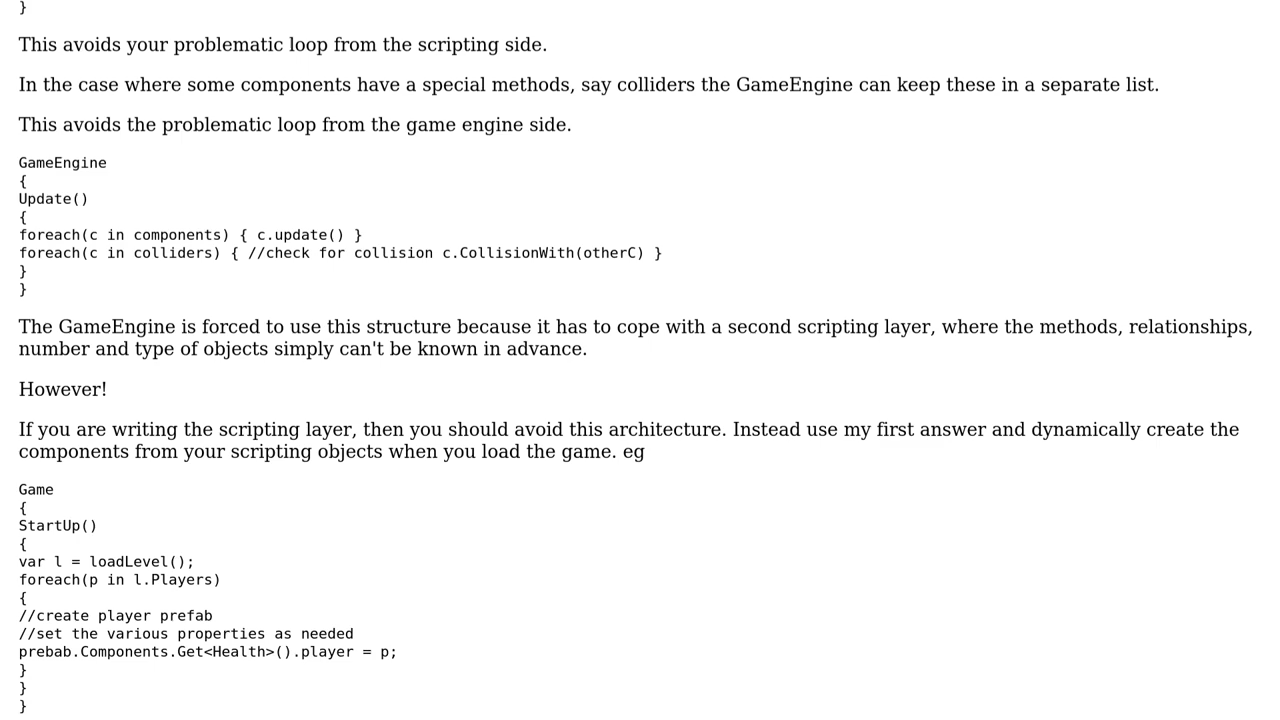 }
This avoids your problematic loop from the scripting side.
In the case where some components have a special methods, say colliders the GameEngine can keep these in a separate list.
This avoids the problematic loop from the game engine side.
GameEngine
{
Update()
{
foreach(c in components) { c.update() }
foreach(c in colliders) { //check for collision c.CollisionWith(otherC) }
}
}
The GameEngine is forced to use this structure because it has to cope with a second scripting layer, where the methods, relationships,
number and type of objects simply can't be known in advance.
However!
If you are writing the scripting layer, then you should avoid this architecture. Instead use my first answer and dynamically create the
components from your scripting objects when you load the game. eg
Game
{
StartUp()
{
var l = loadLevel();
foreach(p in l.Players)
{
//create player prefab
//set the various properties as needed
prebab.Components.Get<Health>().player = p;
}
}
}